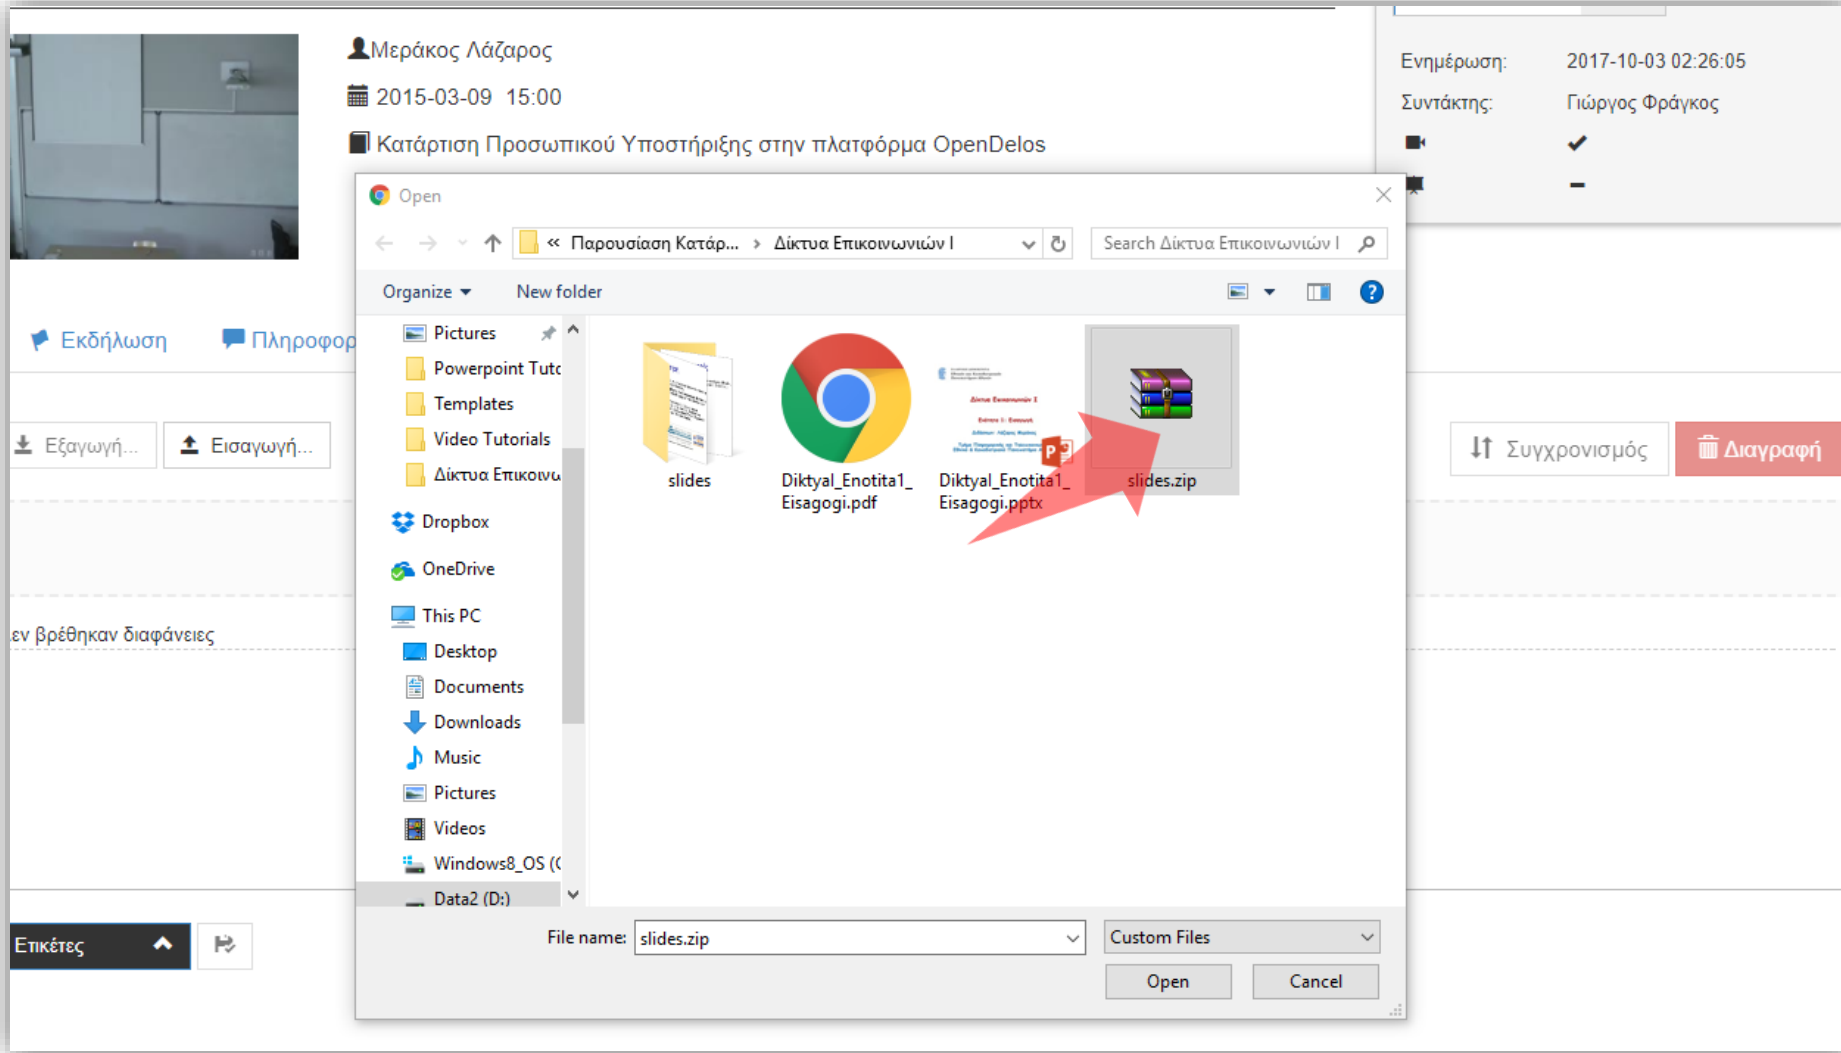 Μεράκος Λάζαρος
2015-03-09 15:00
Κατάρτιση Προσωπικού Υποστήριξης στην πλατφόρμα OpenDelos
Ενημέρωση: 2017-10-03 02:26:05
Συντάκτης: Γιώργος Φράγκος
Open
« Παρουσίαση Κατάρ... › Δίκτυα Επικοινωνιών Ι
Search Δίκτυα Επικοινωνιών Ι
Organize
New folder
Εκδήλωση
Πληροφορ
Εξαγωγή...
Εισαγωγή...
Συγχρονισμός
Διαγραφή
Pictures
Powerpoint Tuto
Templates
Video Tutorials
Δίκτυα Επικοινω
Dropbox
OneDrive
This PC
Desktop
Documents
Downloads
Music
Pictures
Videos
Windows8_OS (C
Data2 (D:)
slides
DiktyaI_Enotita1_
Eisagogi.pdf
Δίκτυα Επικοινωνιών Ι
DiktyaI_Enotita1_
Eisagogi.pptx
slides.zip
εν βρέθηκαν διαφάνειες
Ετικέτες
File name: slides.zip
Custom Files
Open
Cancel